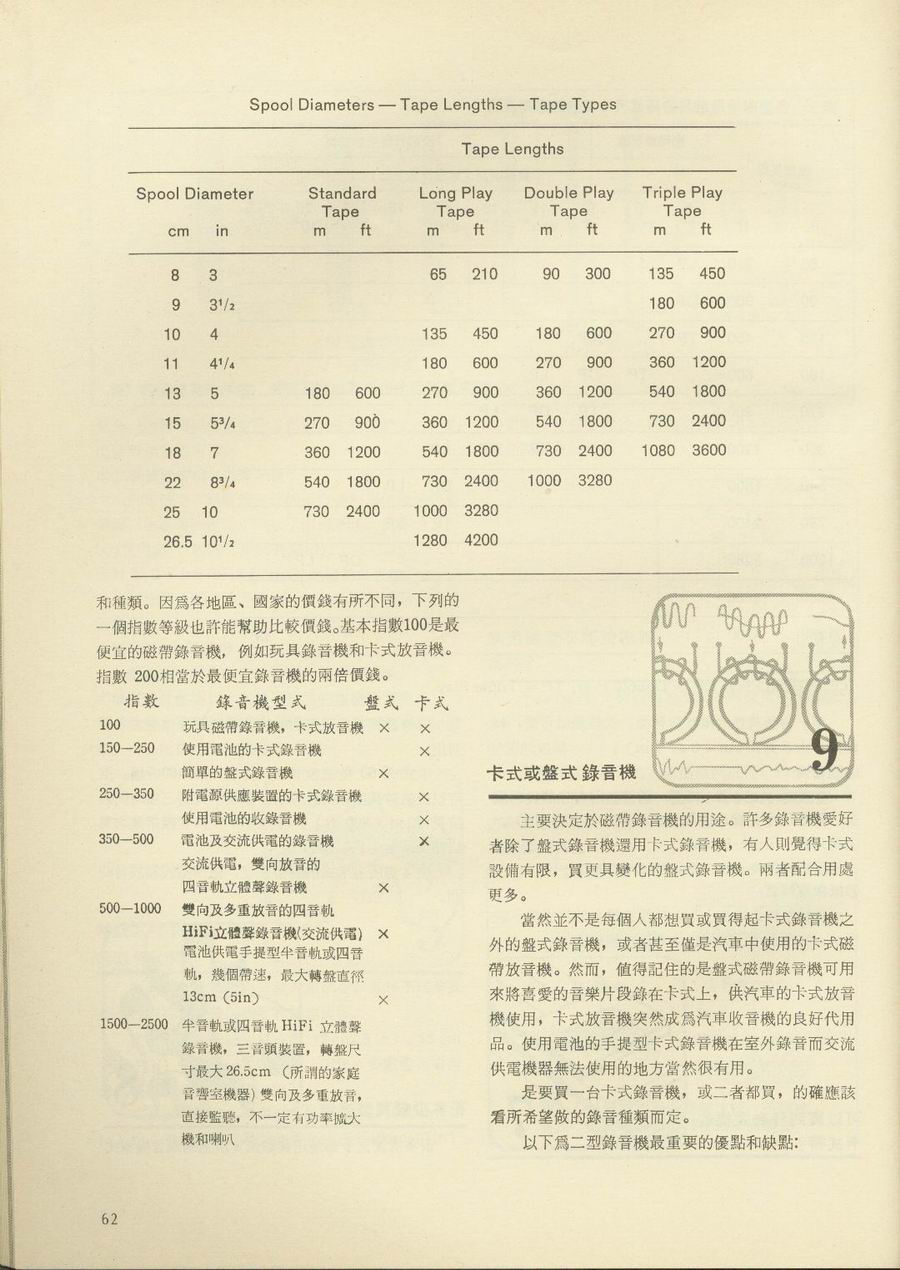 Spool Diameters — Tape Lengths — Tape Types
Tape Lengths
Spool Diameter Standard Tape Long Play Tape Double Play Tape Triple Play Tape
cm in m ft m ft m ft m ft
8 3 65 210 90 300 135 450
9 3 1/2 180 600
10 4 135 450 180 600 270 900
11 4 1/4 180 600 270 900 360 1200
13 5 180 600 270 900 360 1200 540 1800
15 5 3/4 270 900 360 1200 540 1800 730 2400
18 7 360 1200 540 1800 730 2400 1080 3600
22 8 3/4 540 1800 730 2400 1000 3280
25 10 730 2400 1000 3280
26.5 10 1/2 1280 4200
和種類。因爲各地區、國家的價錢有所不同，下列的
一個指數等級也許能幫助比較價錢。基本指數100是最
便宜的磁帶錄音機，例如玩具錄音機和卡式放音機。
指數 200相當於最便宜錄音機的兩倍價錢。
指數 錄音機型式 盤式 卡式
100 玩具磁帶錄音機，卡式放音機 × ×
150—250 使用電池的卡式錄音機 ×
簡單的盤式錄音機 ×
250—350 附電源供應裝置的卡式錄音機 ×
使用電池的收錄音機 ×
350—500 電池及交流供電的錄音機 ×
交流供電，雙向放音的
四音軌立體聲錄音機 ×
500—1000 雙向及多重放音的四音軌
HiFi立體聲錄音機(交流供電) ×
電池供電手提型半音軌或四音
軌，幾個帶速，最大轉盤直徑
13cm (5in) ×
1500—2500 半音軌或四音軌 HiFi 立體聲
錄音機，三音頭裝置，轉盤尺
寸最大 26.5cm （所謂的家庭
音響室機器) 雙向及多重放音，
直接監聽，不一定有功率擴大
機和喇叭
9
卡式或盤式錄音機
主要決定於磁帶錄音機的用途。許多錄音機愛好
者除了盤式錄音機還用卡式錄音機，有人則覺得卡式
設備有限，買更具變化的盤式錄音機。兩者配合用處
更多。
當然並不是每個人都想買或買得起卡式錄音機之
外的盤式錄音機，或者甚至僅是汽車中使用的卡式磁
帶放音機。然而，值得記住的是盤式磁帶錄音機可用
來將喜愛的音樂片段錄在卡式上，供汽車的卡式放音
機使用，卡式放音機突然成爲汽車收音機的良好代用
品。使用電池的手提型卡式錄音機在室外錄音而交流
供電機器無法使用的地方當然很有用。
是要買一台卡式錄音機，或二者都買，的確應該
看所希望做的錄音種類而定。
以下爲二型錄音機最重要的優點和缺點：
62